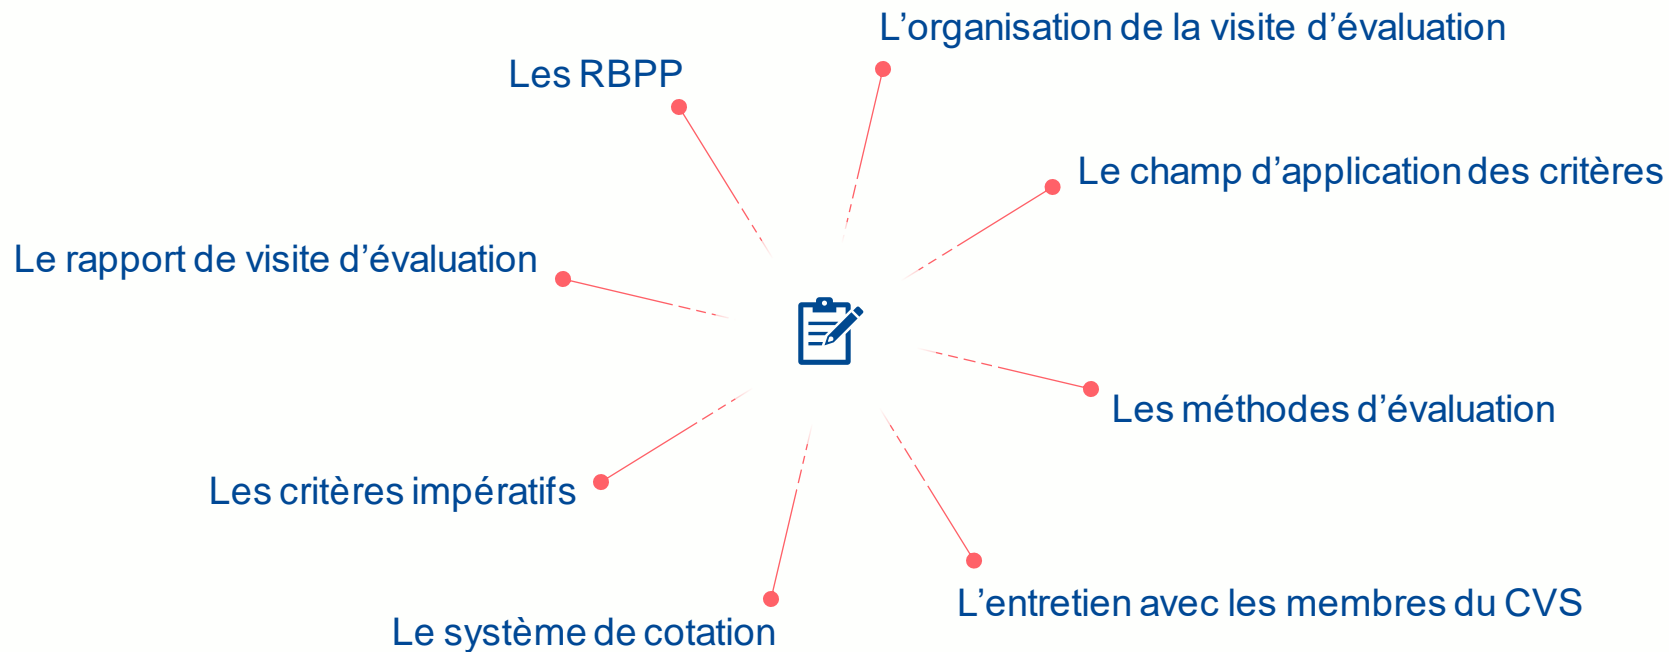 L’organisation de la visite d’évaluation
Les RBPP
Le champ d’application des critères
Le rapport de visite d’évaluation
Les méthodes d’évaluation
Les critères impératifs
L’entretien avec les membres du CVS
Le système de cotation